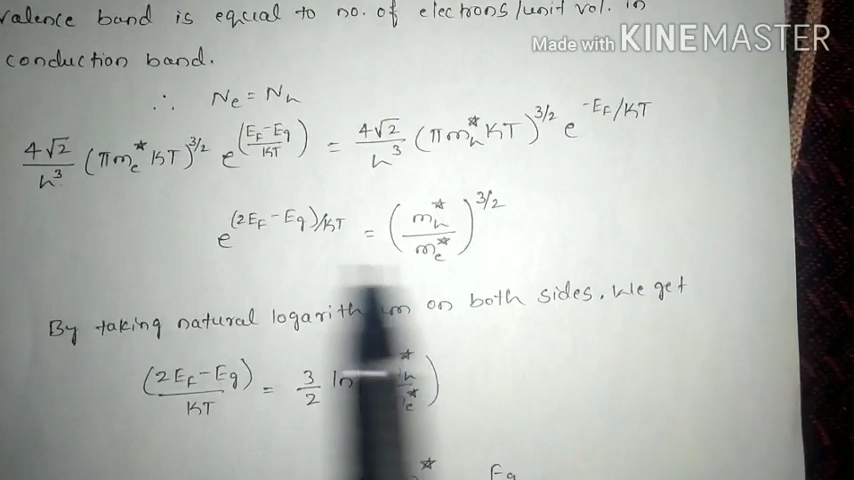 valence band is equal to no. of electrons/unit vol. in
Made with KINEMASTER
conduction band.
∴ Ne = Nh
4√2/h³ (πme* KT)^3/2 e^((EF-Eg)/KT) = 4√2/h³ (πmh* KT)^3/2 e^-EF/KT
e^(2EF-Eg)/KT = (mh*/me*)^3/2
By taking natural logarith on both sides. We get
(2EF-Eg)/KT = 3/2 ln
Eg